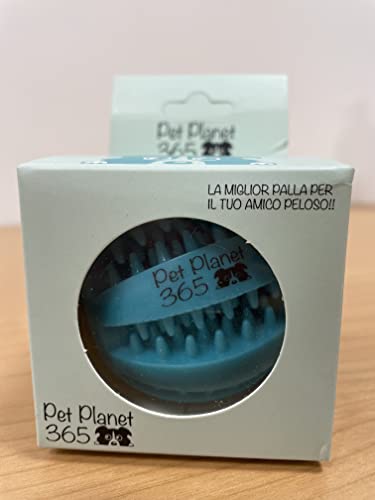 Pet Planet
365
LA MIGLIOR PALLA PER
IL TUO AMICO PELOSO!!
Pet Planet
365
Pet Planet
365